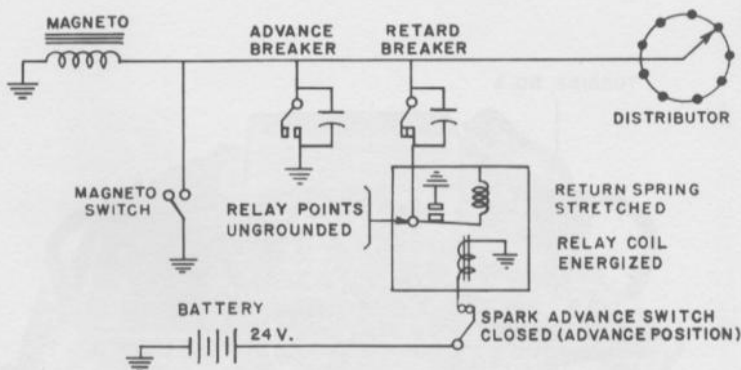 MAGNETO
ADVANCE
BREAKER
RETARD
BREAKER
DISTRIBUTOR
MAGNETO
SWITCH
RELAY POINTS
UNGROUNDED
RETURN SPRING
STRETCHED
RELAY COIL
ENERGIZED
BATTERY
24 V.
SPARK ADVANCE SWITCH
CLOSED (ADVANCE POSITION)